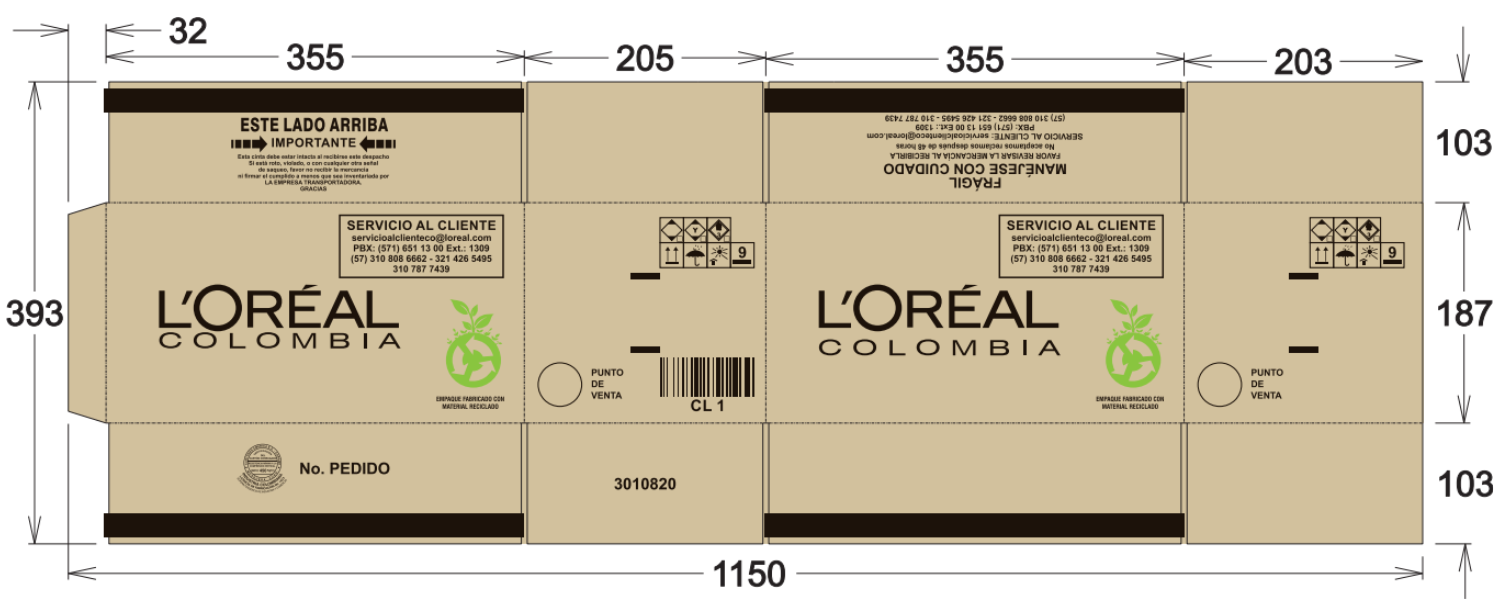 32
355
205
355
203
393
103
187
103
1150
ESTE LADO ARRIBA
IMPORTANTE
Esta cinta debe estar intacta al recibirse este despacho
Si está roto, violado, o con cualquier otra señal
de saqueo, favor no recibir la mercancia
ni firmar el cumplido a menos que sea inventariada por
LA EMPRESA TRANSPORTADORA.
GRACIAS
FRÁGIL
MANÉJESE CON CUIDADO
FAVOR REVISAR LA MERCANCÍA AL RECIBIRLA
No aceptamos reclamos después de 48 horas
SERVICIO AL CLIENTE: servicioalclienteco@loreal.com
PBX: (571) 651 13 00 Ext.: 1309
(57) 310 808 6662 - 321 426 5495 - 310 787 7439
SERVICIO AL CLIENTE
servicioalclienteco@loreal.com
PBX: (571) 651 13 00 Ext.: 1309
(57) 310 808 6662 - 321 426 5495
310 787 7439
L'ORÉAL
COLOMBIA
EMPAQUE FABRICADO CON
MATERIAL RECICLADO
Y
9
PUNTO
DE
VENTA
CL 1
SERVICIO AL CLIENTE
servicioalclienteco@loreal.com
PBX: (571) 651 13 00 Ext.: 1309
(57) 310 808 6662 - 321 426 5495
310 787 7439
L'ORÉAL
COLOMBIA
EMPAQUE FABRICADO CON
MATERIAL RECICLADO
Y
9
PUNTO
DE
VENTA
No. PEDIDO
3010820